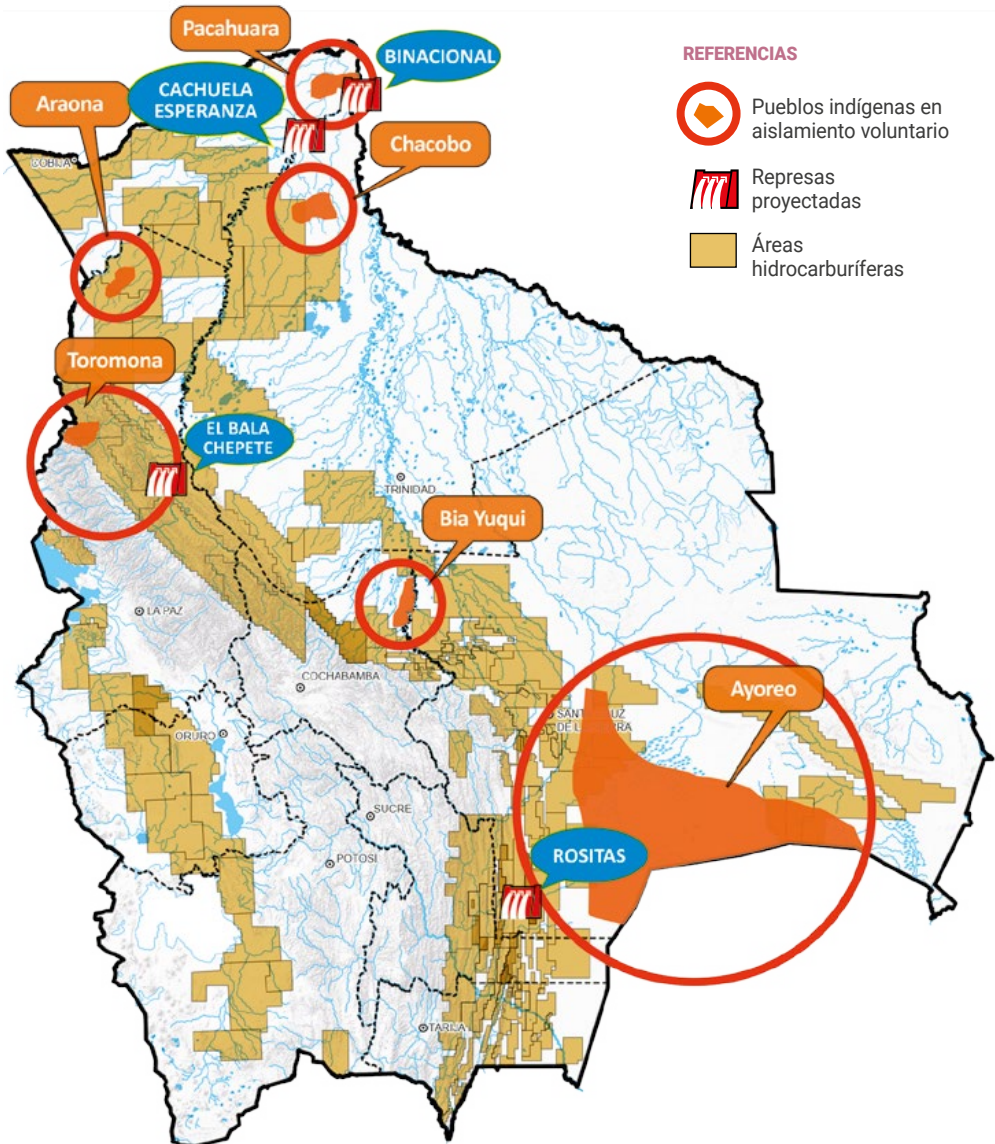 Pacahuara
BINACIONAL
CACHUELA
ESPERANZA
Araona
Chacobo
COBIJA
Toromona
EL BALA
CHEPETE
TRINIDAD
Bia Yuqui
LA PAZ
COCHABAMBA
Ayoreo
SANTA CRUZ
DE LA SIERRA
ORURO
SUCRE
ROSITAS
POTOSI
TARIJA
REFERENCIAS
Pueblos indígenas en
aislamiento voluntario
Represas
proyectadas
Áreas
hidrocarburíferas